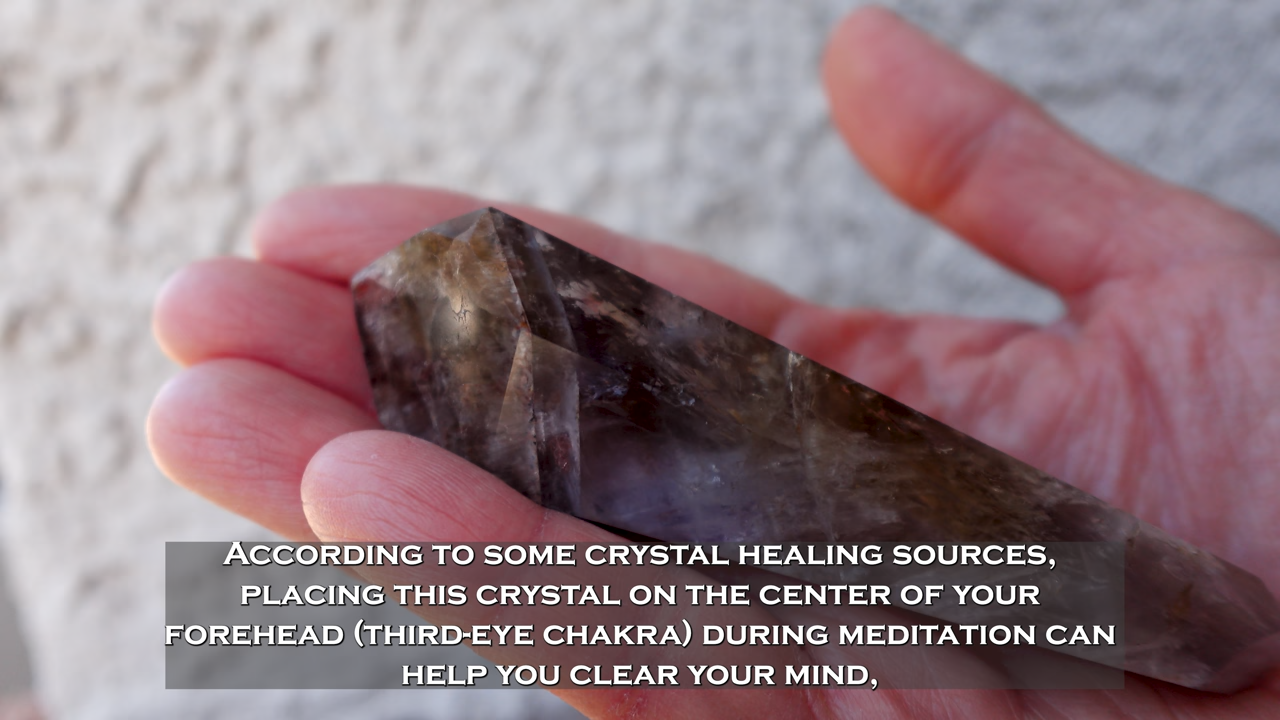 According to some crystal healing sources,
placing this crystal on the center of your
forehead (third-eye chakra) during meditation can
help you clear your mind,